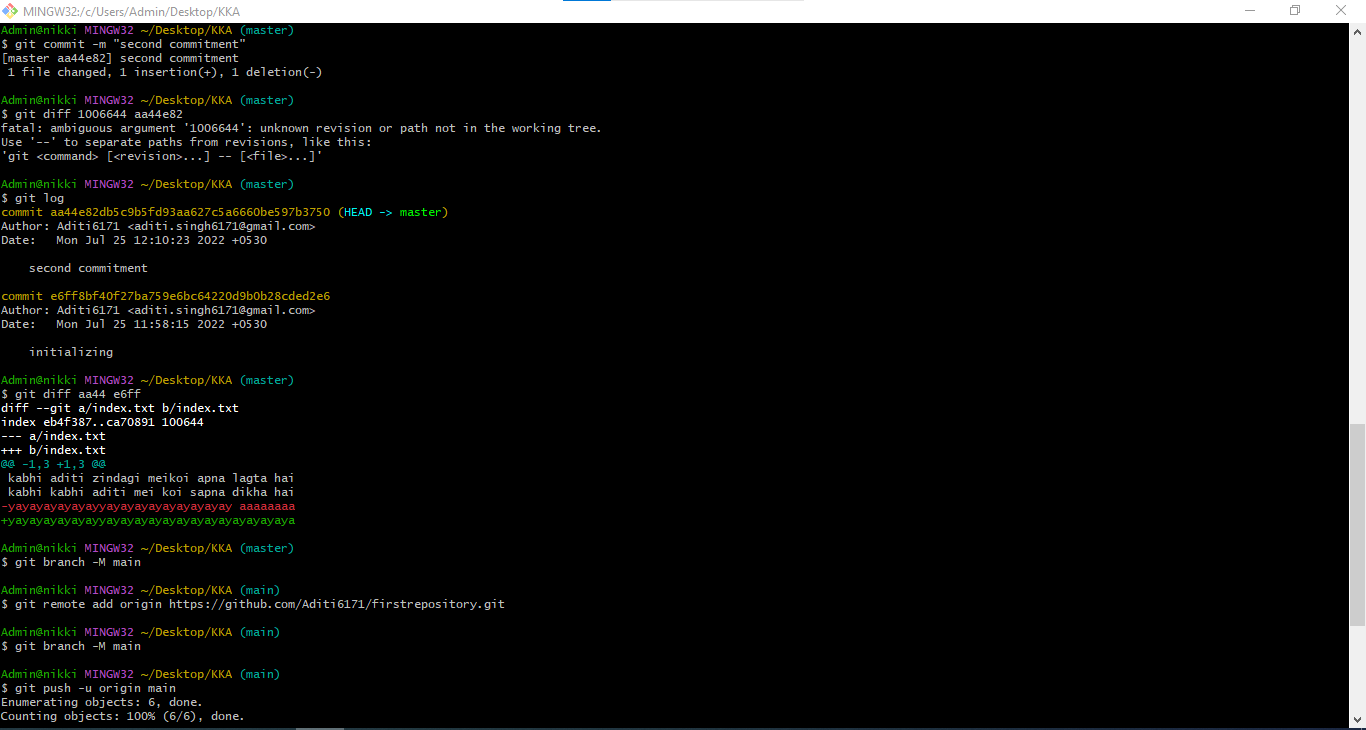 MINGW32:/c/Users/Admin/Desktop/KKA
Admin@nikki MINGW32 ~/Desktop/KKA (master)
$ git commit -m "second commitment"
[master aa44e82] second commitment
 1 file changed, 1 insertion(+), 1 deletion(-)

Admin@nikki MINGW32 ~/Desktop/KKA (master)
$ git diff 1006644 aa44e82
fatal: ambiguous argument '1006644': unknown revision or path not in the working tree.
Use '--' to separate paths from revisions, like this:
'git <command> [<revision>...] -- [<file>...]'

Admin@nikki MINGW32 ~/Desktop/KKA (master)
$ git log
commit aa44e82db5c9b5fd93aa627c5a6660be597b3750 (HEAD -> master)
Author: Aditi6171 <aditi.singh6171@gmail.com>
Date:   Mon Jul 25 12:10:23 2022 +0530

    second commitment

commit e6ff8bf40f27ba759e6bc64220d9b0b28cded2e6
Author: Aditi6171 <aditi.singh6171@gmail.com>
Date:   Mon Jul 25 11:58:15 2022 +0530

    initializing

Admin@nikki MINGW32 ~/Desktop/KKA (master)
$ git diff aa44 e6ff
diff --git a/index.txt b/index.txt
index eb4f387..ca70891 100644
--- a/index.txt
+++ b/index.txt
@@ -1,3 +1,3 @@
 kabhi aditi zindagi meikoi apna lagta hai
 kabhi kabhi aditi mei koi sapna dikha hai
-yayayayayayayyayayayayayayayayay aaaaaaaa
+yayayayayayayyayayayayayayayayayayayayaya

Admin@nikki MINGW32 ~/Desktop/KKA (master)
$ git branch -M main

Admin@nikki MINGW32 ~/Desktop/KKA (main)
$ git remote add origin https://github.com/Aditi6171/firstrepository.git

Admin@nikki MINGW32 ~/Desktop/KKA (main)
$ git branch -M main

Admin@nikki MINGW32 ~/Desktop/KKA (main)
$ git push -u origin main
Enumerating objects: 6, done.
Counting objects: 100% (6/6), done.